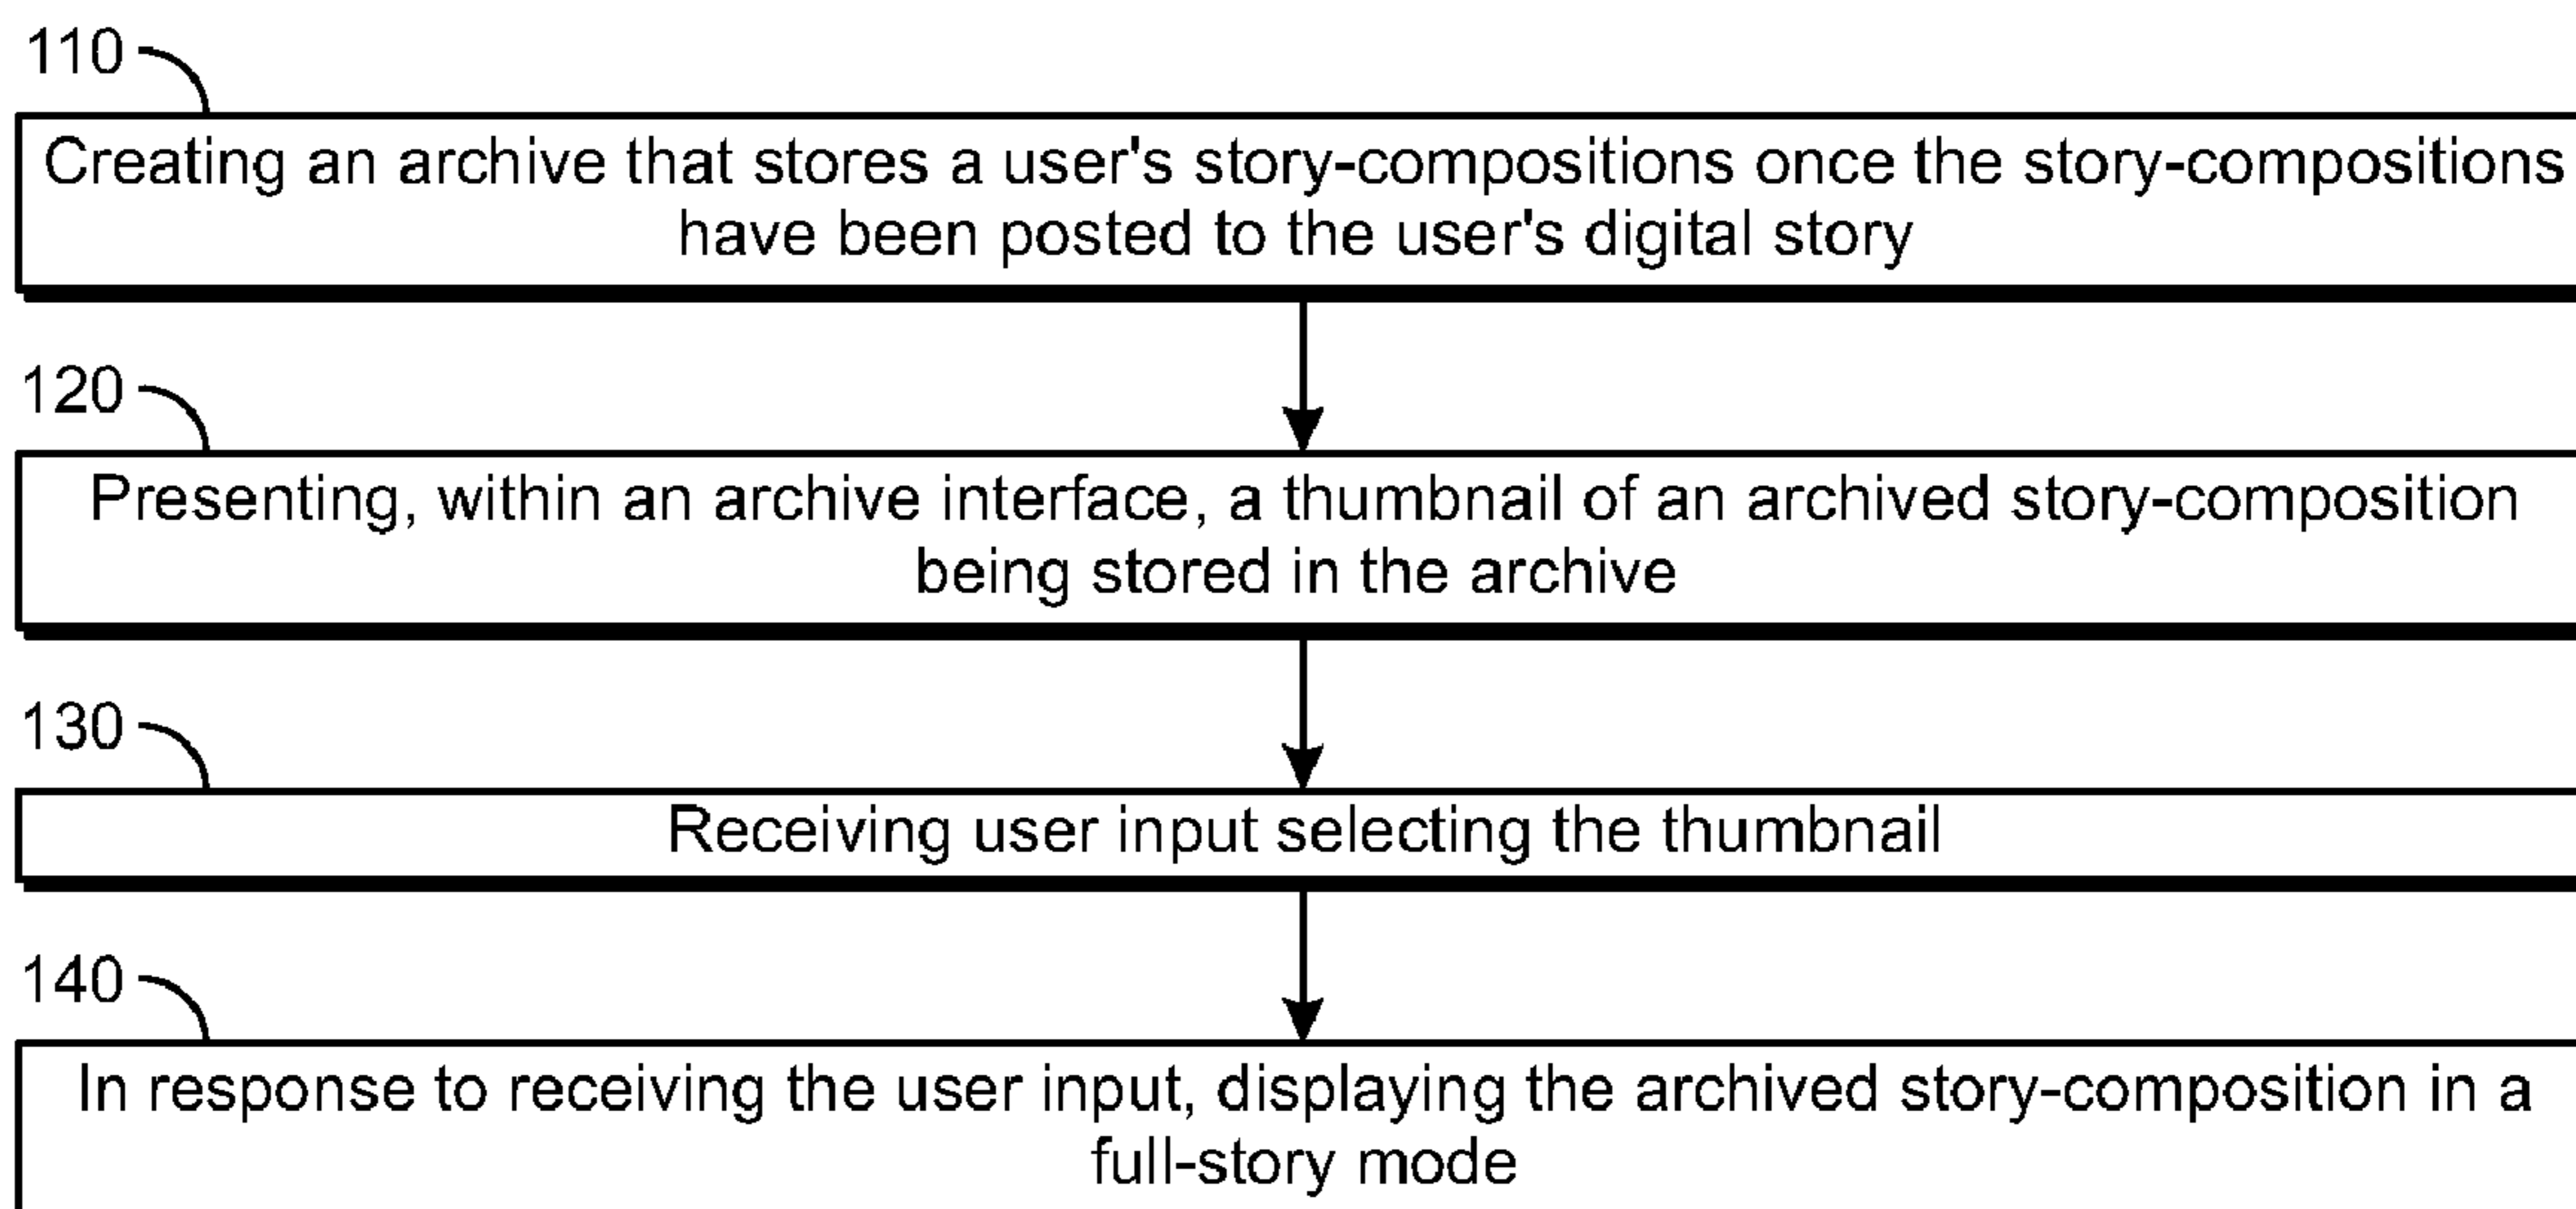 110
Creating an archive that stores a user's story-compositions once the story-compositions
have been posted to the user's digital story
120
Presenting, within an archive interface, a thumbnail of an archived story-composition
being stored in the archive
130
Receiving user input selecting the thumbnail
140
In response to receiving the user input, displaying the archived story-composition in a
full-story mode